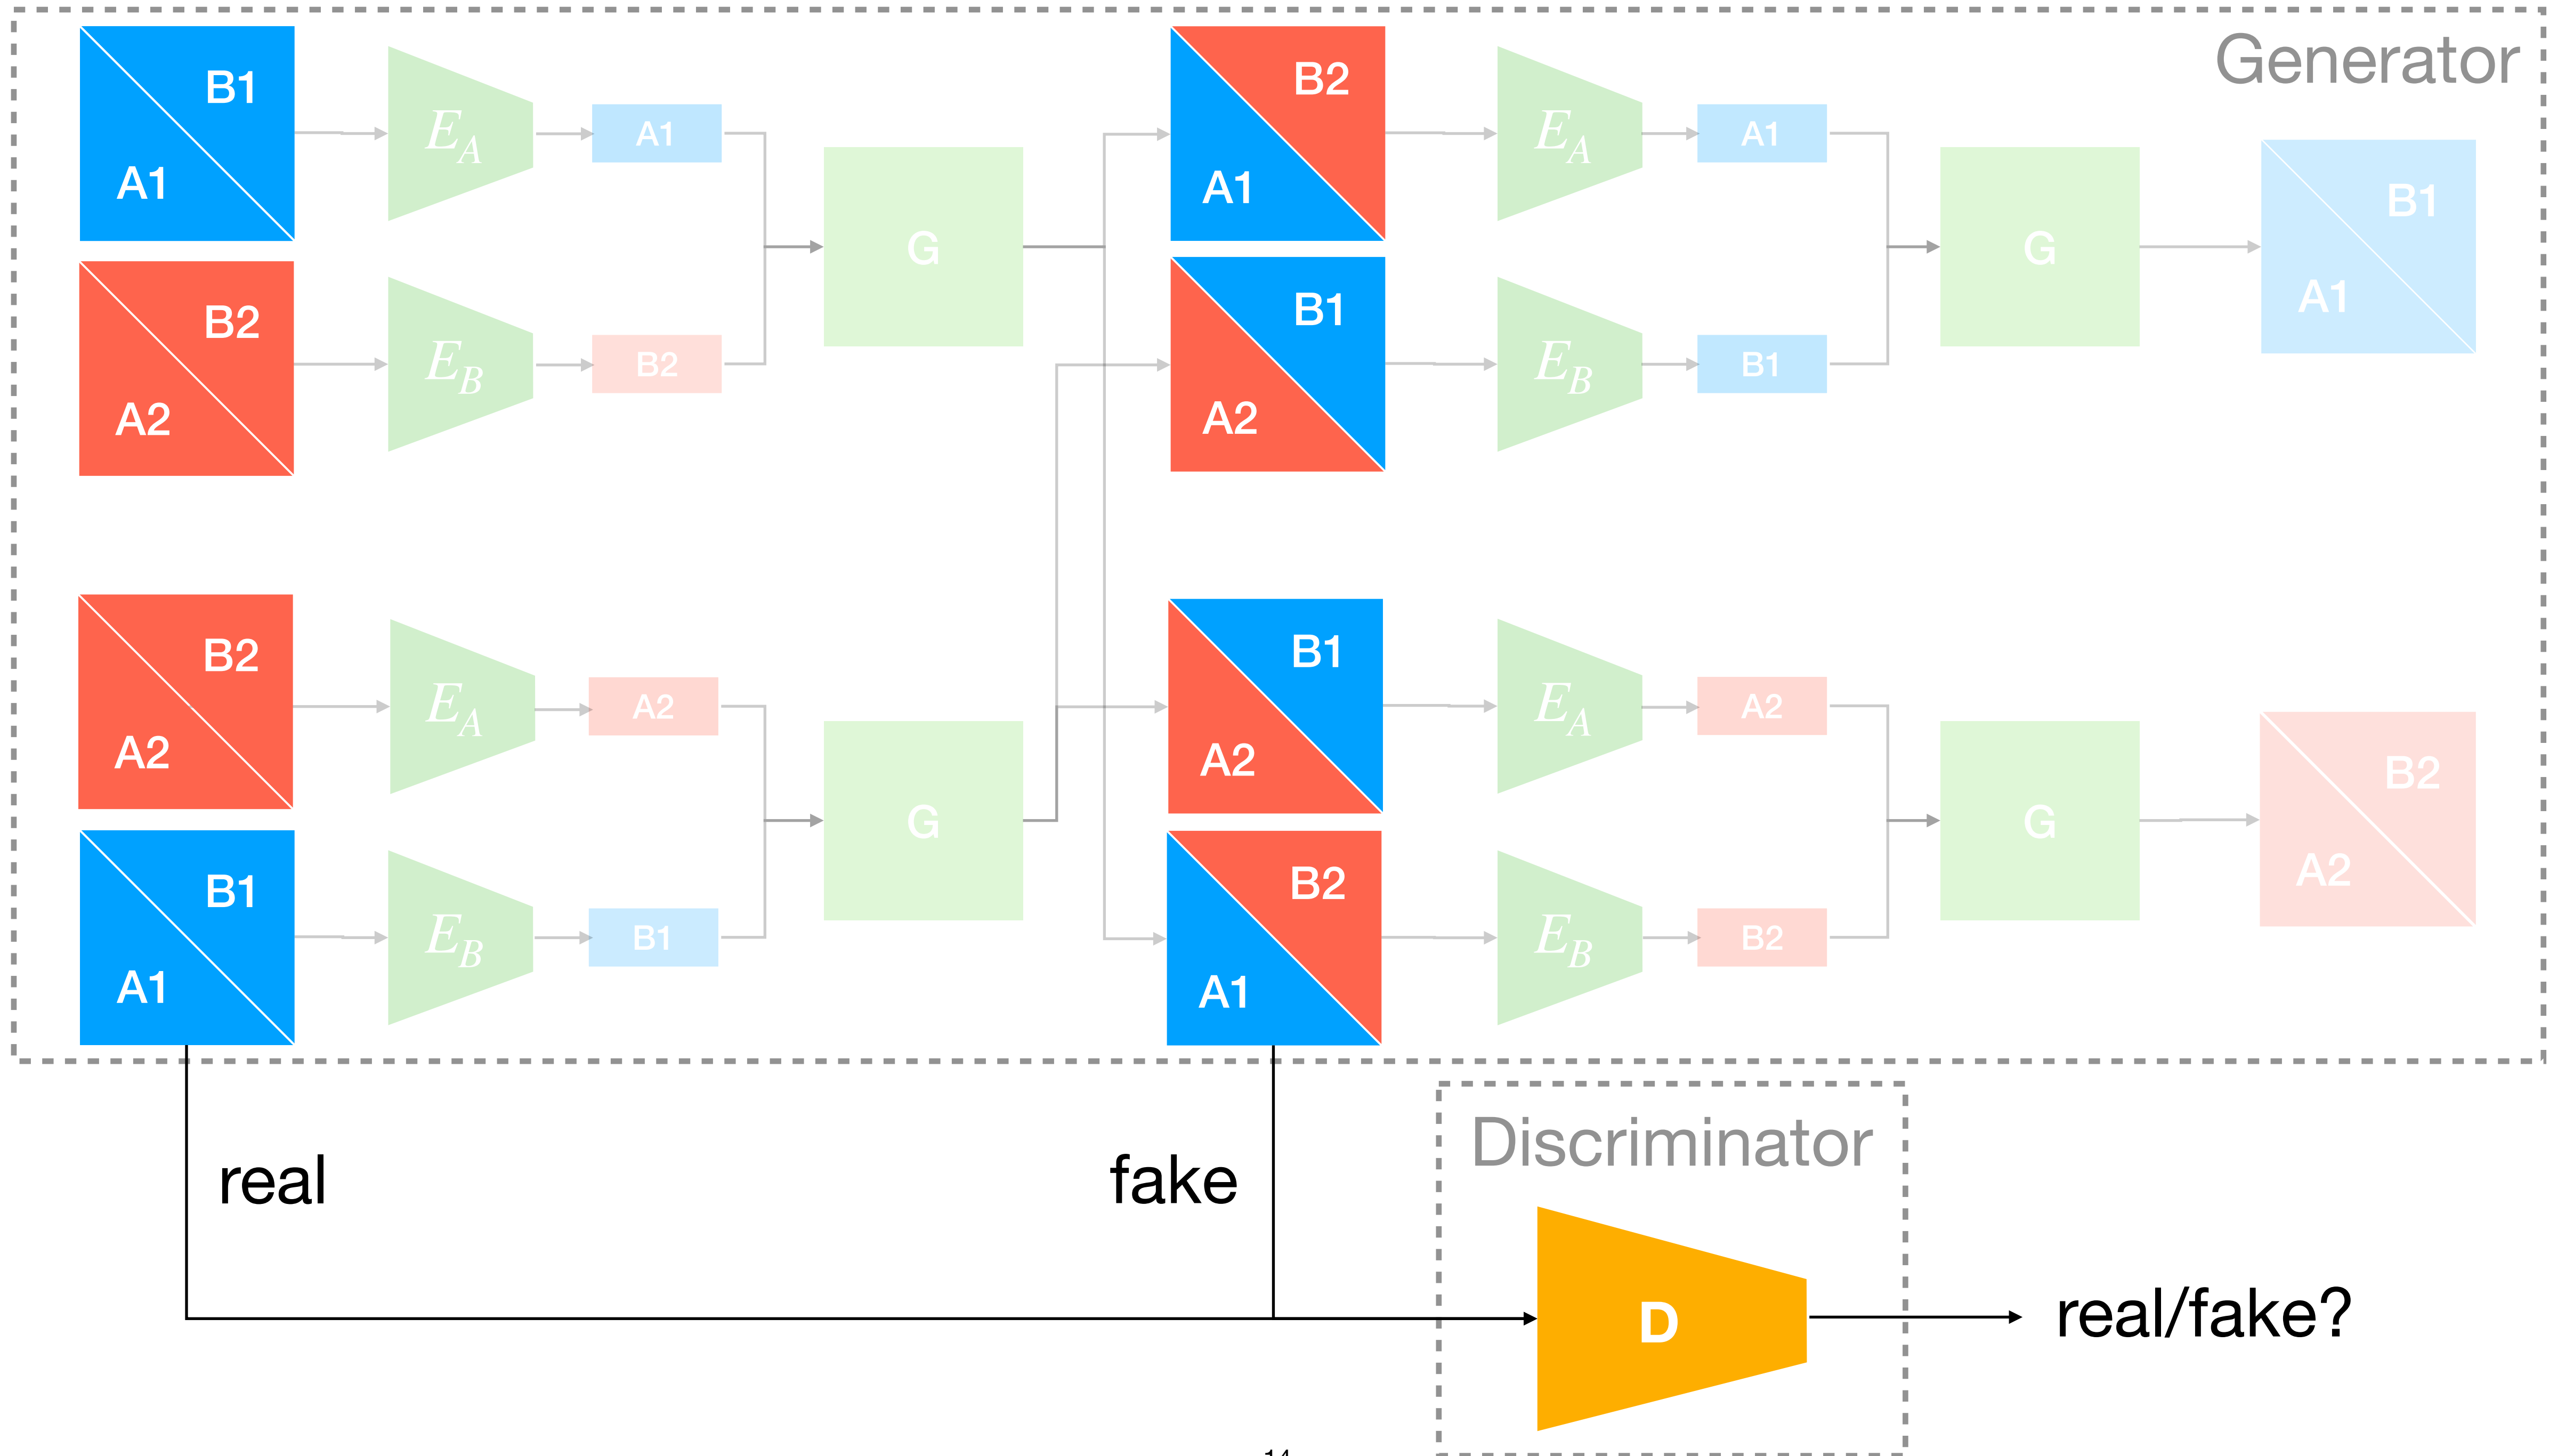 Generator
B1
A1
E_A
A1
B2
A2
E_B
B2
G
B2
A1
E_A
A1
B1
A2
E_B
B1
G
B1
A1
B2
A2
E_A
A2
B1
A1
E_B
B1
G
B1
A2
E_A
A2
B2
A1
E_B
B2
G
B2
A2
real
fake
Discriminator
D
real/fake?